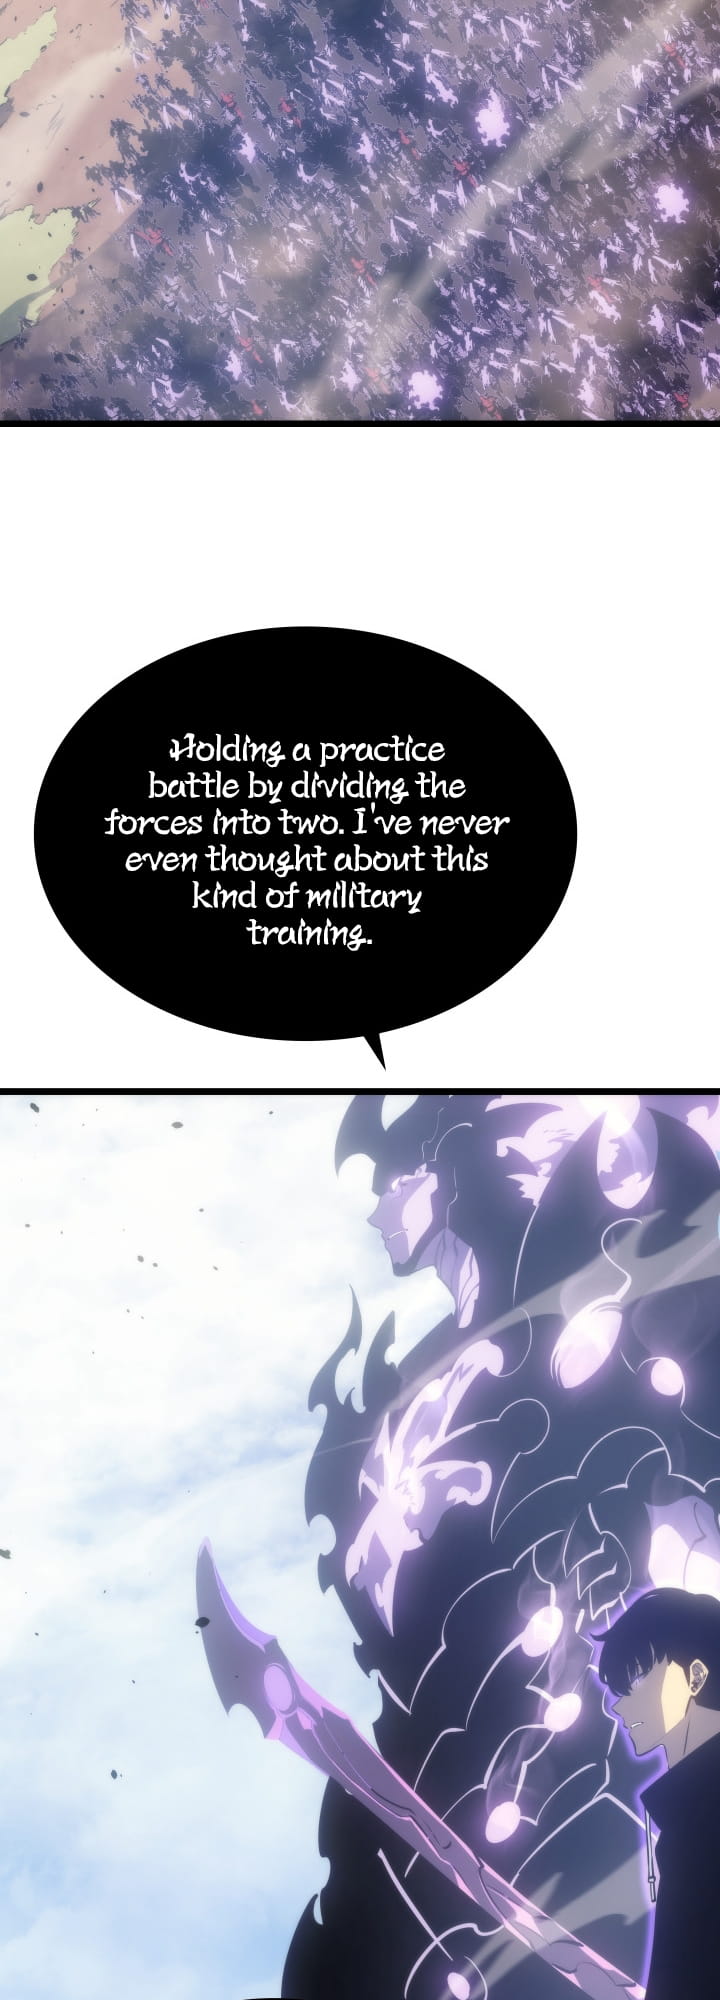 Holding a practice
battle by dividing the
forces into two. I've never
even thought about this
kind of military
training.